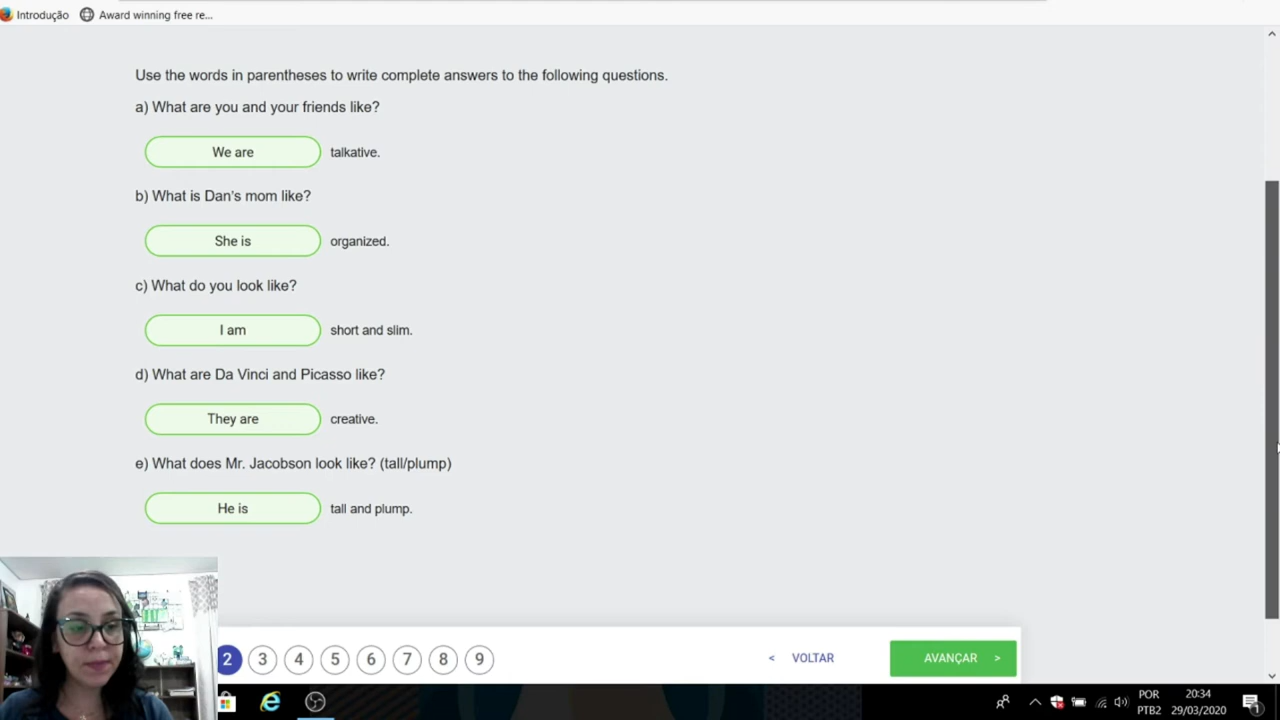 Introdução Award winning free re...
Use the words in parentheses to write complete answers to the following questions.
a) What are you and your friends like?
We are talkative.
b) What is Dan's mom like?
She is organized.
c) What do you look like?
I am short and slim.
d) What are Da Vinci and Picasso like?
They are creative.
e) What does Mr. Jacobson look like? (tall/plump)
He is tall and plump.
2 3 4 5 6 7 8 9 < VOLTAR AVANÇAR >
POR 20:34
PTB2 29/03/2020 1